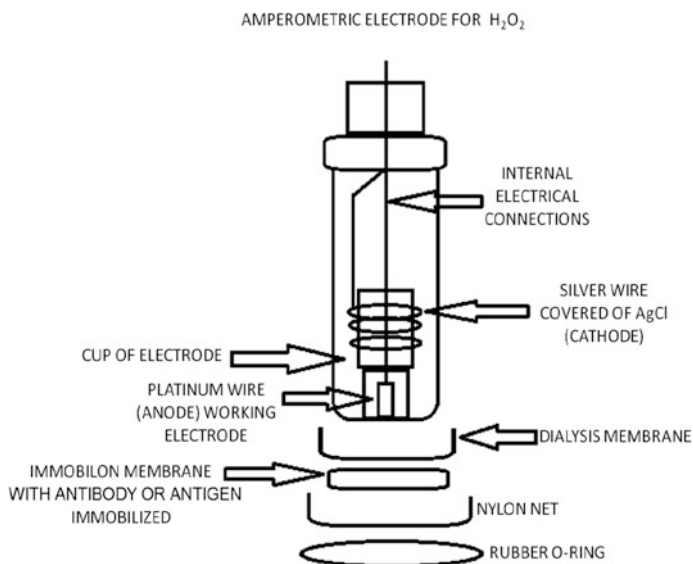 AMPEROMETRIC ELECTRODE FOR H₂O₂
INTERNAL
ELECTRICAL
CONNECTIONS
SILVER WIRE
COVERED OF AgCl
(CATHODE)
CUP OF ELECTRODE
PLATINUM WIRE
(ANODE) WORKING
ELECTRODE
DIALYSIS MEMBRANE
IMMOBILON MEMBRANE
WITH ANTIBODY OR ANTIGEN
IMMOBILIZED
NYLON NET
RUBBER O-RING